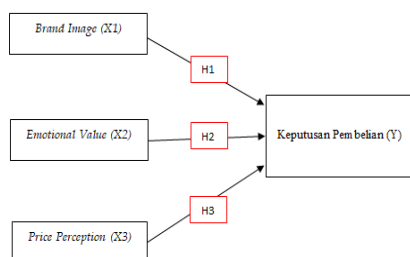 Brand Image (X1)
H1
Emotional Value (X2)
H2
Keputusan Pembelian (Y)
H3
Price Perception (X3)